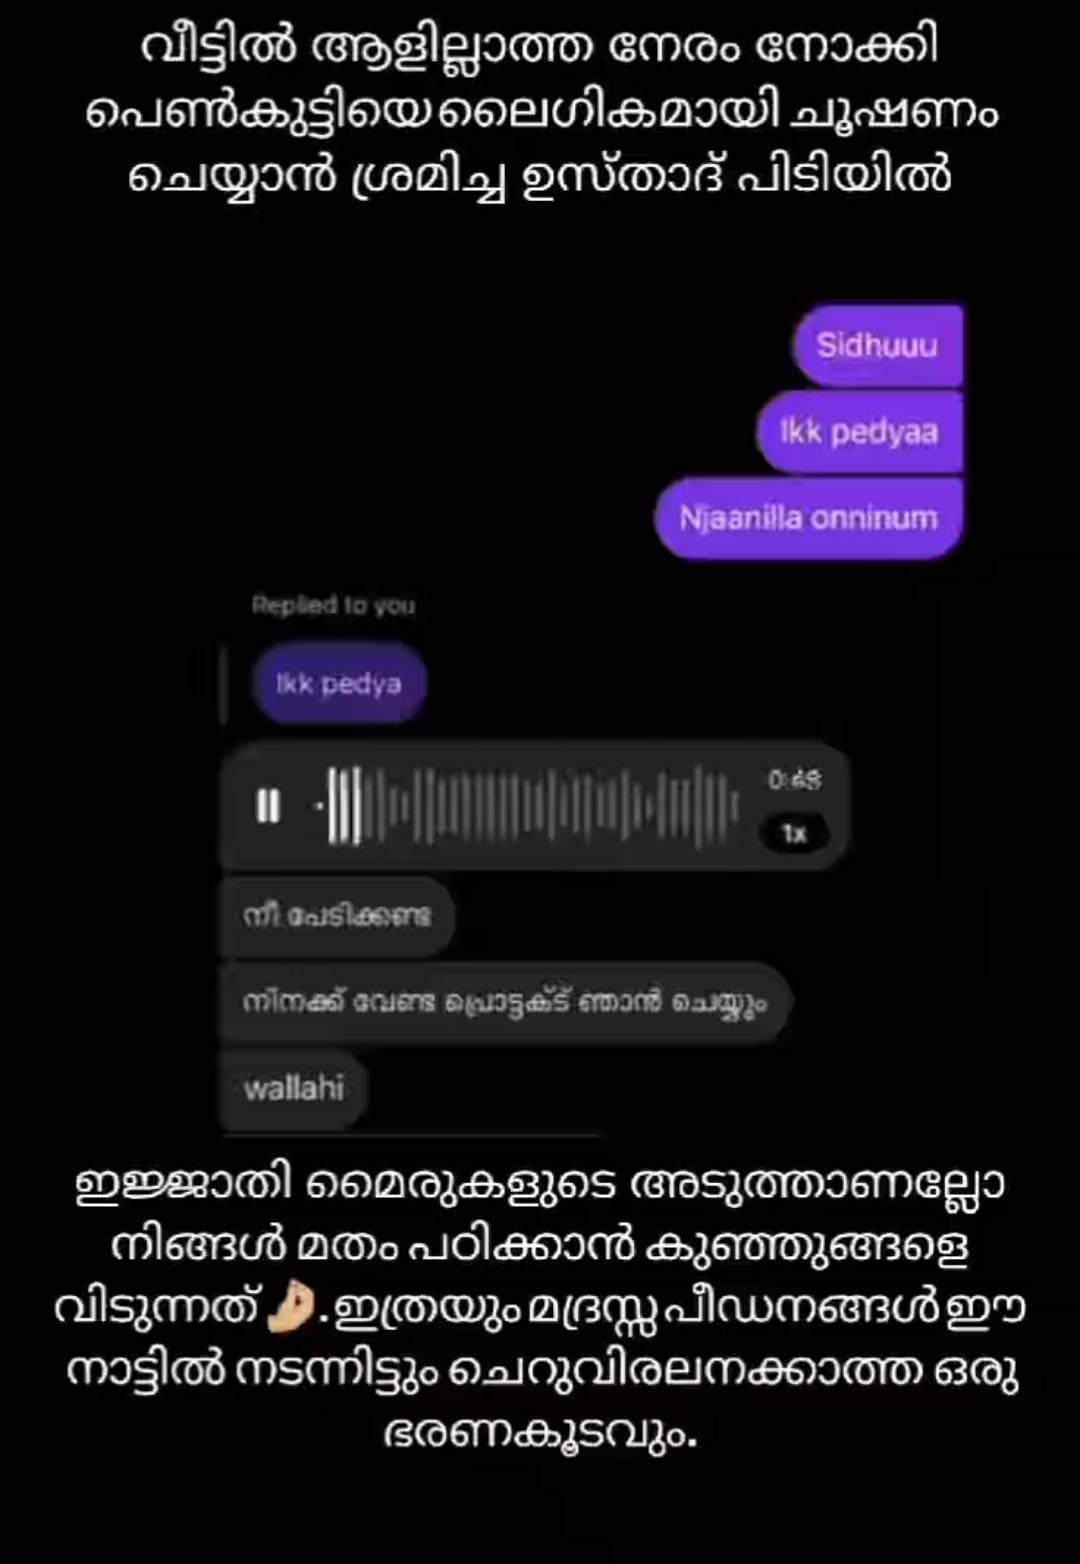 വീട്ടിൽ ആളില്ലാത്ത നേരം നോക്കി
പെൺകുട്ടിയെ ലൈഗികമായി ചൂഷണം
ചെയ്യാൻ ശ്രമിച്ച ഉസ്താദ് പിടിയിൽ
Sidhuuu
Ikk pedyaa
Njaanilla onninum
Replied to you
Ikk pedya
0:48
1x
നീ പേടിക്കണ്ട
നിനക്ക് വേണ്ട പ്രൊട്ടക്ട് ഞാൻ ചെയ്യും
wallahi
ഇജ്ജാതി മൈരുകളുടെ അടുത്താണല്ലോ
നിങ്ങൾ മതം പഠിക്കാൻ കുഞ്ഞുങ്ങളെ
വിടുന്നത്🤌🏼.ഇത്രയും മദ്രസ്സ പീഡനങ്ങൾ ഈ
നാട്ടിൽ നടന്നിട്ടും ചെറുവിരലനക്കാത്ത ഒരു
ഭരണകൂടവും.